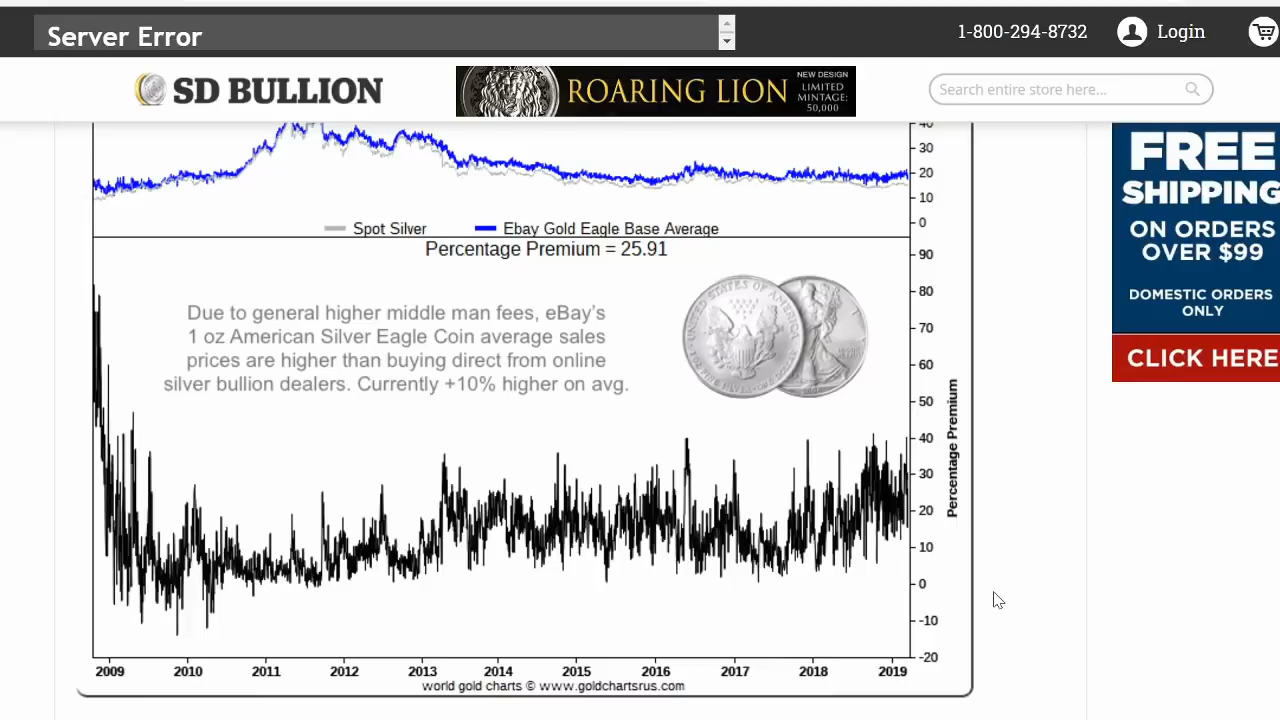 Server Error
1-800-294-8732
Login
SD BULLION
ROARING LION
NEW DESIGN
LIMITED
MINTAGE:
50,000
Search entire store here...
40
30
20
10
0
Spot Silver
Ebay Gold Eagle Base Average
Percentage Premium = 25.91
Due to general higher middle man fees, eBay's
1 oz American Silver Eagle Coin average sales
prices are higher than buying direct from online
silver bullion dealers. Currently +10% higher on avg.
90
80
70
60
50
40
30
20
10
0
-10
-20
Percentage Premium
2009 2010 2011 2012 2013 2014 2015 2016 2017 2018 2019
world gold charts © www.goldchartsrus.com
FREE
SHIPPING
ON ORDERS
OVER $99
DOMESTIC ORDERS
ONLY
CLICK HERE